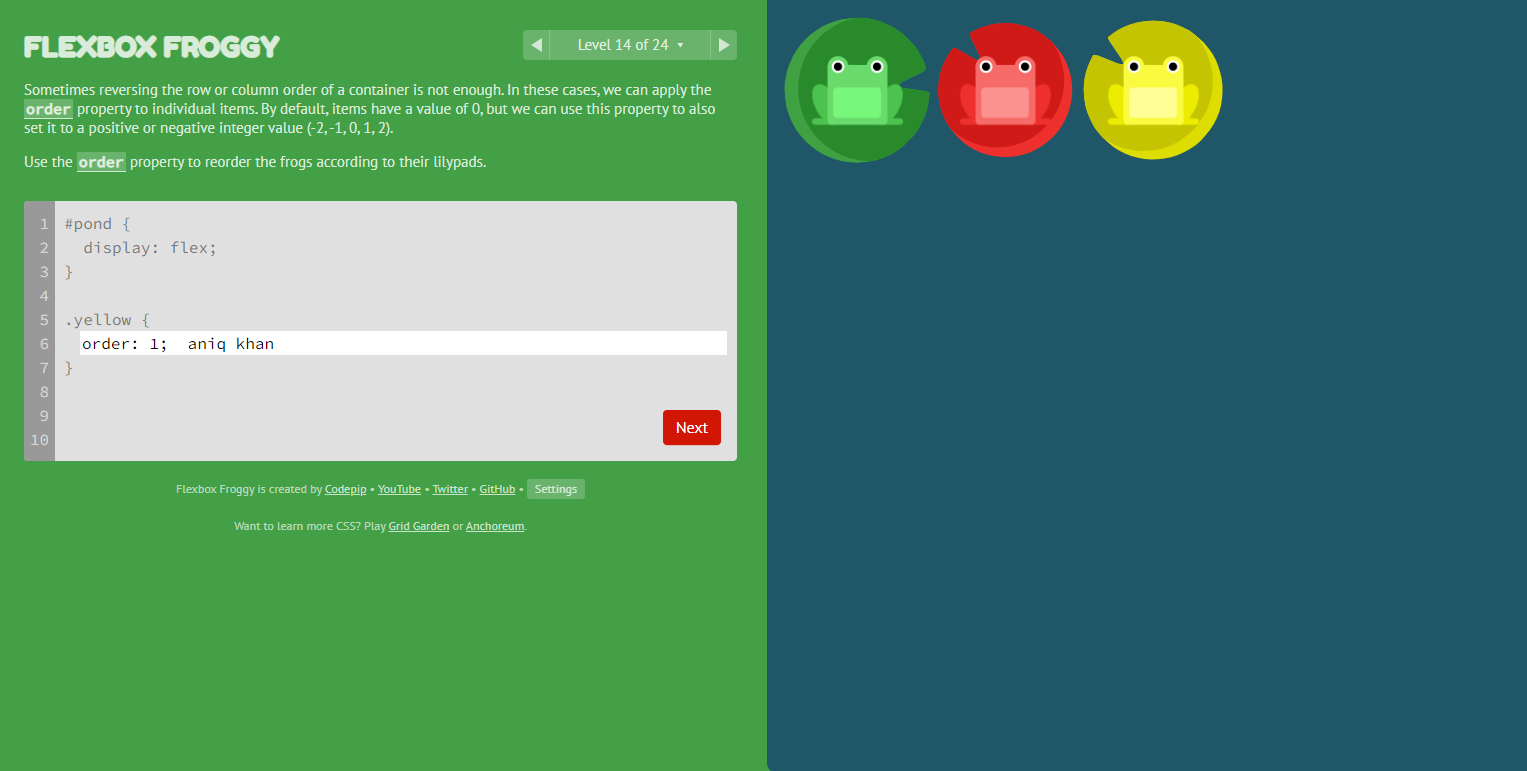 FLEXBOX FROGGY
◀ Level 14 of 24 ▾ ▶
Sometimes reversing the row or column order of a container is not enough. In these cases, we can apply the
order property to individual items. By default, items have a value of 0, but we can use this property to also
set it to a positive or negative integer value (-2, -1, 0, 1, 2).
Use the order property to reorder the frogs according to their lilypads.
1 #pond {
2 display: flex;
3 }
4
5 .yellow {
6 order: 1;  aniq khan
7 }
8
9
10
Next
Flexbox Froggy is created by Codepip • YouTube • Twitter • GitHub • Settings
Want to learn more CSS? Play Grid Garden or Anchoreum.